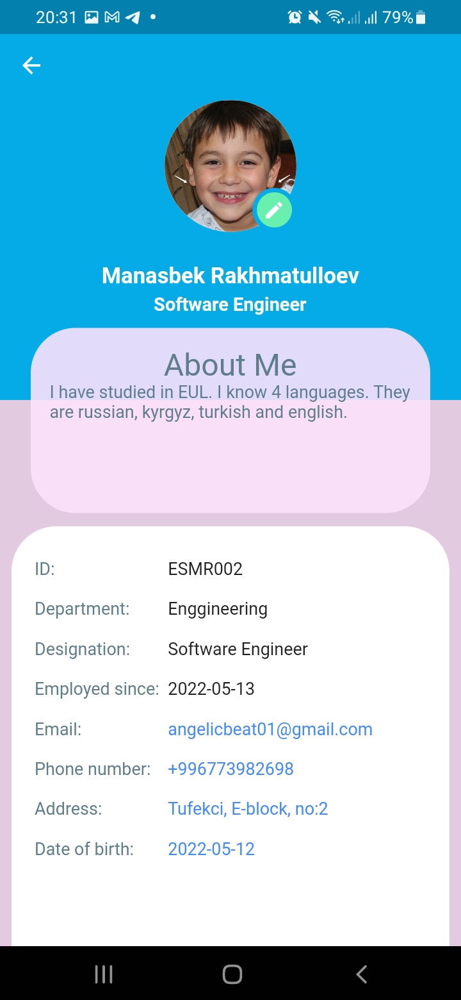 20:31 79%
Manasbek Rakhmatulloev
Software Engineer
About Me
I have studied in EUL. I know 4 languages. They
are russian, kyrgyz, turkish and english.
ID: ESMR002
Department: Enggineering
Designation: Software Engineer
Employed since: 2022-05-13
Email: angelicbeat01@gmail.com
Phone number: +996773982698
Address: Tufekci, E-block, no:2
Date of birth: 2022-05-12